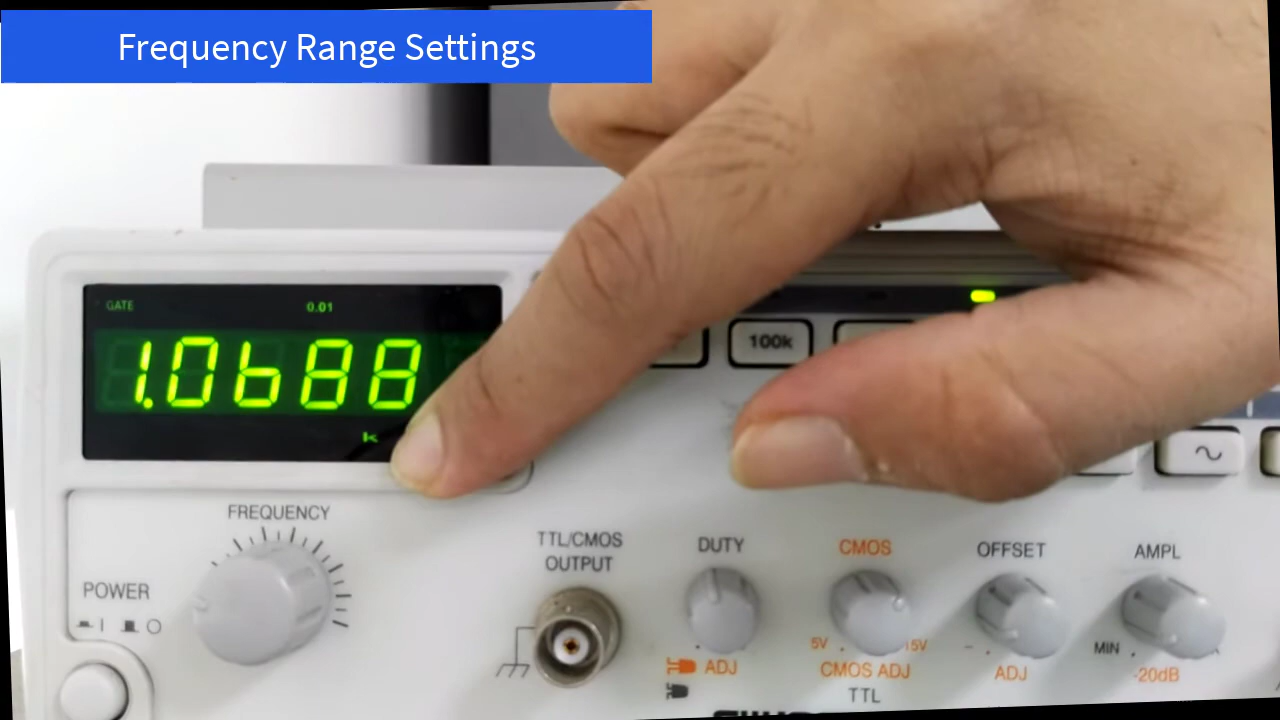 Frequency Range Settings
GATE
0.01
1.0688
k
100k
FREQUENCY
POWER
TTL/CMOS
OUTPUT
DUTY
CMOS
OFFSET
AMPL
5V
15V
MIN
ADJ
CMOS ADJ
ADJ
-20dB
TTL